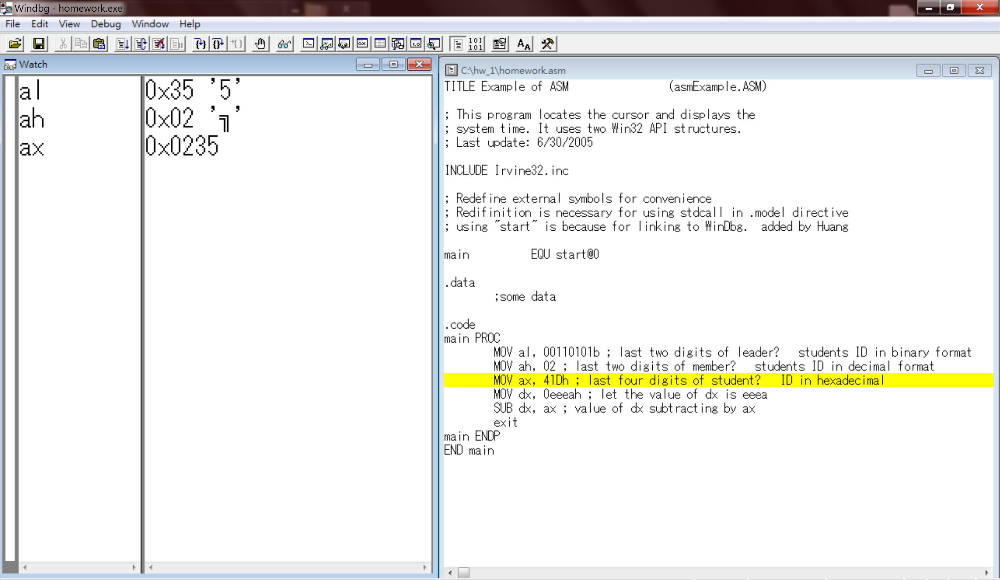 Windbg - homework.exe
File Edit View Debug Window Help
101
101
AA
Watch
al 0x35 '5'
ah 0x02 '╗'
ax 0x0235
C:\hw_1\homework.asm
TITLE Example of ASM (asmExample.ASM)
; This program locates the cursor and displays the
; system time. It uses two Win32 API structures.
; Last update: 6/30/2005
INCLUDE Irvine32.inc
; Redefine external symbols for convenience
; Redifinition is necessary for using stdcall in .model directive
; using "start" is because for linking to WinDbg. added by Huang
main EQU start@0
.data
;some data
.code
main PROC
MOV al, 00110101b ; last two digits of leader? students ID in binary format
MOV ah, 02 ; last two digits of member? students ID in decimal format
MOV ax, 41Dh ; last four digits of student? ID in hexadecimal
MOV dx, 0eeeah ; let the value of dx is eeea
SUB dx, ax ; value of dx subtracting by ax
exit
main ENDP
END main